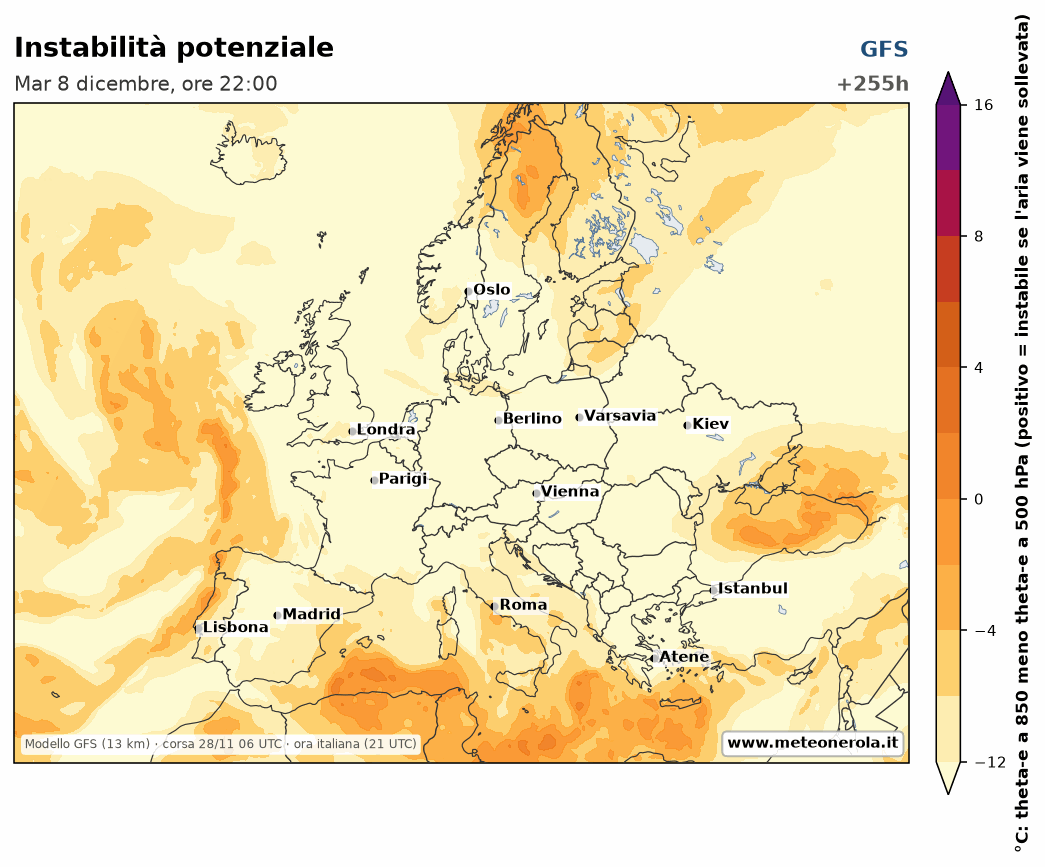 Instabilità potenziale
GFS
Mar 8 dicembre, ore 22:00
+255h
Oslo
Berlino
Varsavia
Kiev
Londra
Parigi
Vienna
Istanbul
Roma
Madrid
Lisbona
Atene
Modello GFS (13 km) · corsa 28/11 06 UTC · ora italiana (21 UTC)
www.meteonerola.it
16
8
4
0
−4
−12
°C: theta-e a 850 meno theta-e a 500 hPa (positivo = instabile se l'aria viene sollevata)